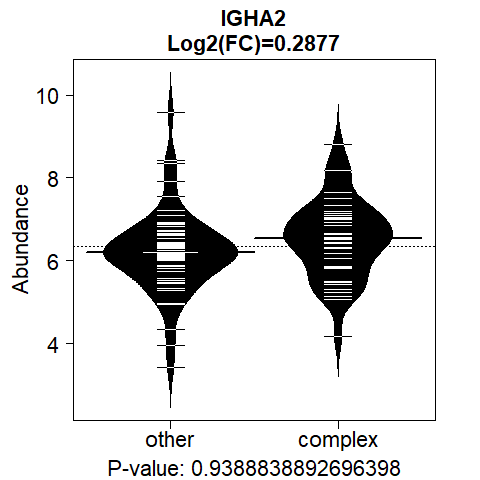 IGHA2
Log2(FC)=0.2877
Abundance
10
8
6
4
other complex
P-value: 0.9388838892696398